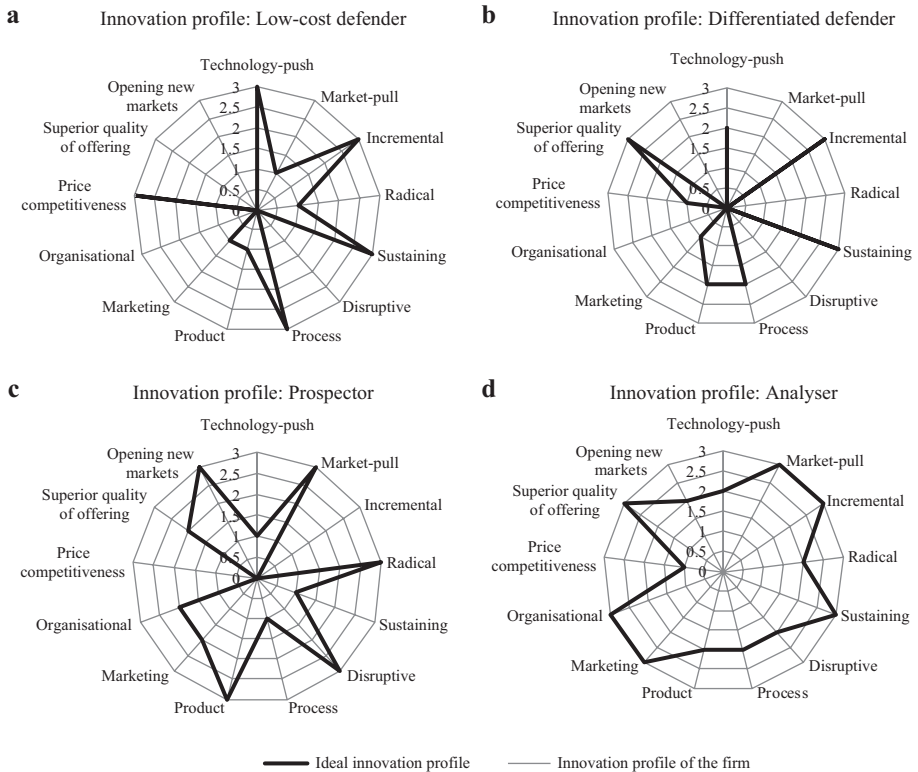 a
Innovation profile: Low-cost defender
Technology-push
Market-pull
Incremental
Radical
Sustaining
Disruptive
Process
Product
Marketing
Organisational
Price
competitiveness
Superior quality
of offering
Opening new
markets
3
2.5
2
1.5
1
0.5
0
b
Innovation profile: Differentiated defender
Technology-push
Market-pull
Incremental
Radical
Sustaining
Disruptive
Process
Product
Marketing
Organisational
Price
competitiveness
Superior quality
of offering
Opening new
markets
3
2.5
2
1.5
1
0.5
0
c
Innovation profile: Prospector
Technology-push
Market-pull
Incremental
Radical
Sustaining
Disruptive
Process
Product
Marketing
Organisational
Price
competitiveness
Superior quality
of offering
Opening new
markets
3
2.5
2
1.5
1
0.5
0
d
Innovation profile: Analyser
Technology-push
Market-pull
Incremental
Radical
Sustaining
Disruptive
Process
Product
Marketing
Organisational
Price
competitiveness
Superior quality
of offering
Opening new
markets
3
2.5
2
1.5
1
0.5
0
Ideal innovation profile
Innovation profile of the firm